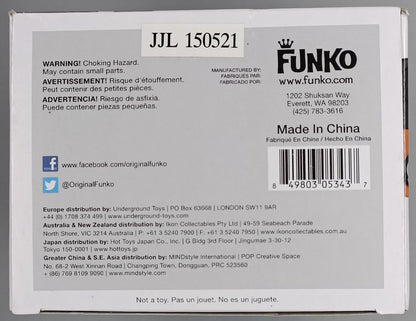 JJL 150521
WARNING! Choking Hazard.
May contain small parts.
AVERTISSEMENT! Risque d'étouffement.
Peut contenir des petites pièces.
ADVERTENCIA! Riesgo de asfixia.
Puede contener piezas pequeñas.
MANUFACTURED BY:
FABRIQUÉ PAR:
FABRICADO POR:
FUNKO
www.funko.com
1202 Shuksan Way
Everett, WA 98203
(425) 783-3616
Made In China
Fabriqué En Chine / Hecho En China
8 49803 05343 7
www.facebook.com/originalfunko
@OriginalFunko
Europe distribution by: Underground Toys | PO BOX 63668 | LONDON SW11 9AR
+44 (0) 1708 374 499 | www.underground-toys.com
Australia & New Zealand distribution by: Ikon Collectables Pty Ltd | 49-59 Seabeach Parade
North Shore, VIC 3214 Australia | P: +61 3 5240 7900 | F: +61 3 5240 7950 | www.ikoncollectables.com.au
Japan distribution by: Hot Toys Japan Co., Inc. | G Bldg 3rd Floor | Jingumae 3-30-12
Tokyo | www.hottoys.jp
Greater China & S.E. Asia distribution by: MINDstyle International | POP Creative Space
No. 68-2 West Xinnan Road | Changping Town, Dongguan, PRC 523560
+ (86) 769 8109 9090 | www.mindstyle.com
Not a toy. Pas un jouet. No es un juguete.